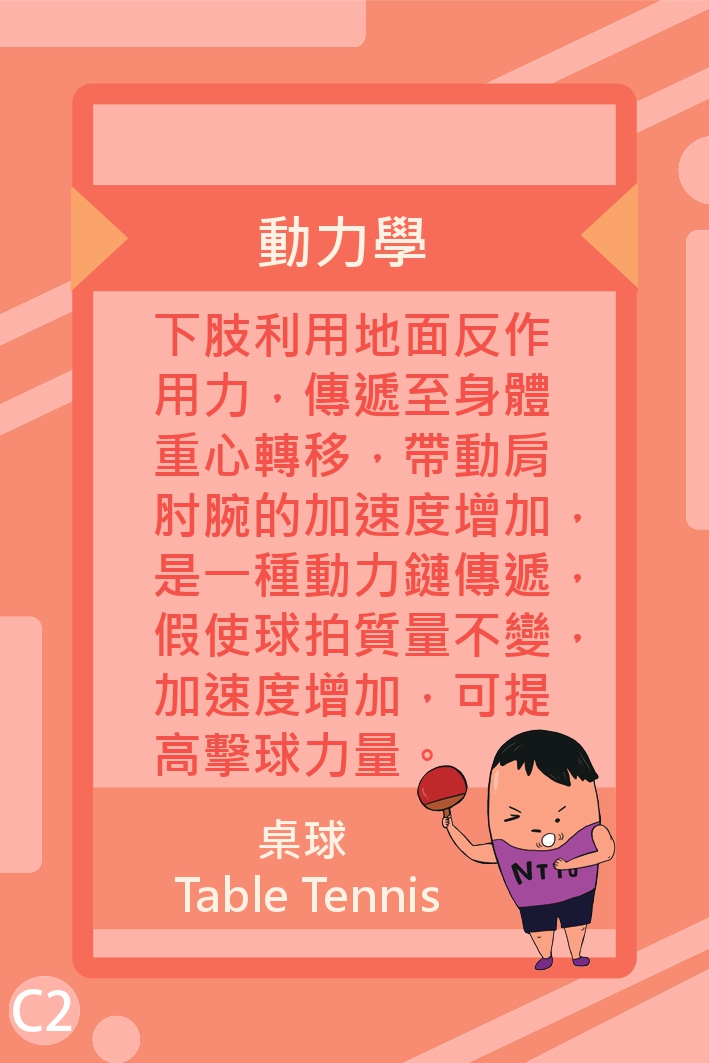 動力學
下肢利用地面反作
用力，傳遞至身體
重心轉移，帶動肩
肘腕的加速度增加，
是一種動力鏈傳遞，
假使球拍質量不變，
加速度增加，可提
高擊球力量。
桌球
Table Tennis
NTTU
C2